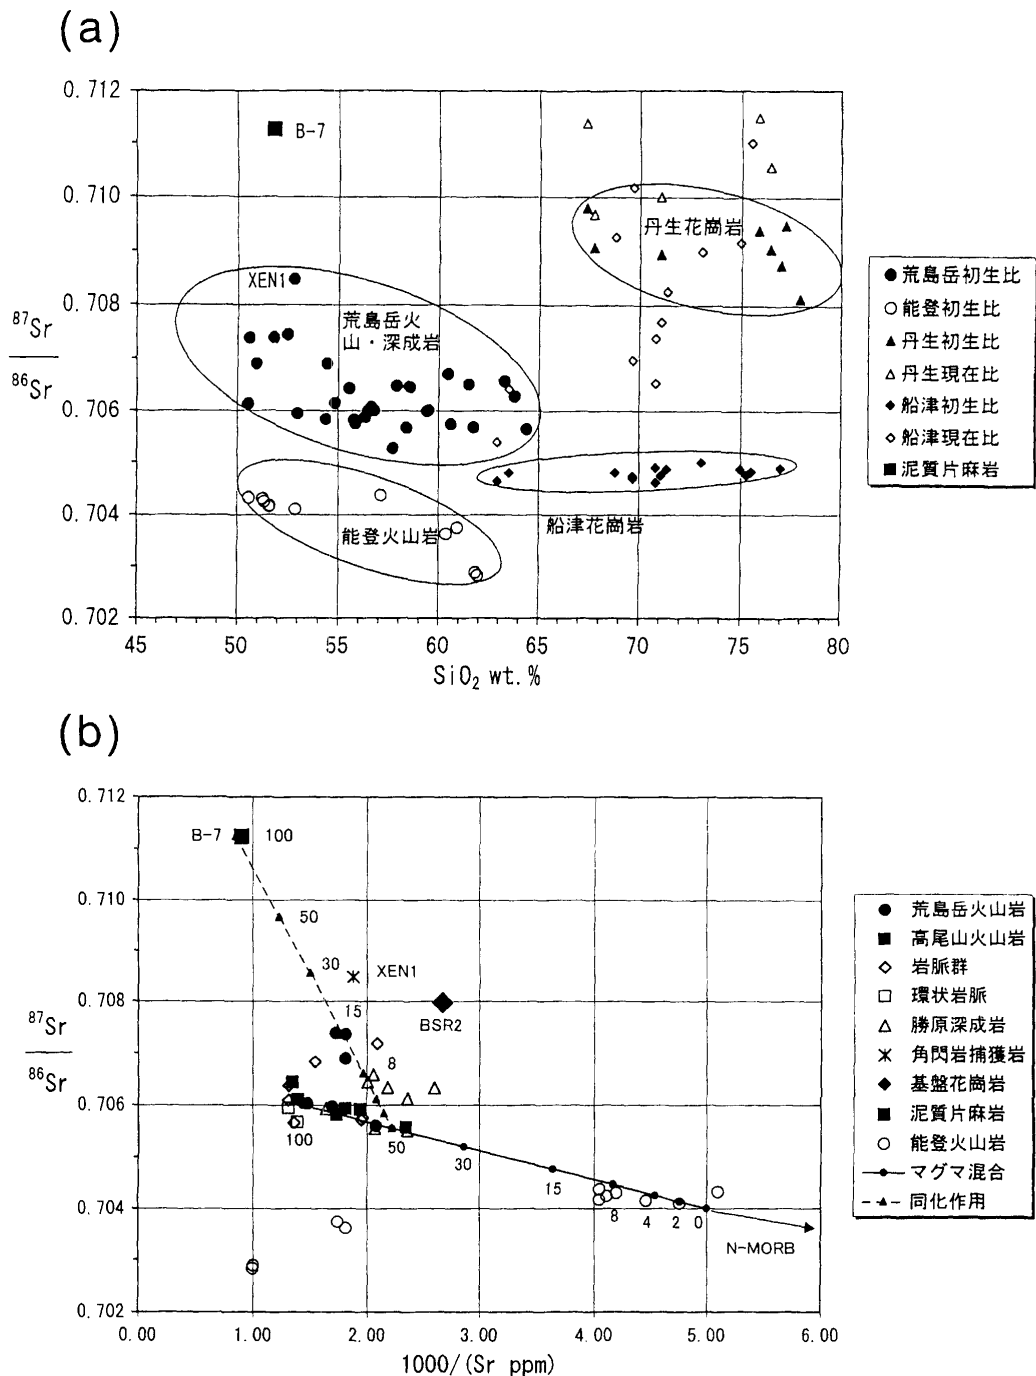 (a)
0.712
0.710
0.708
0.706
0.704
0.702
87Sr
86Sr
B-7
XEN1
荒島岳火
山・深成岩
丹生花崗岩
能登火山岩
船津花崗岩
45 50 55 60 65 70 75 80
SiO2 wt.%
荒島岳初生比
能登初生比
丹生初生比
丹生現在比
船津初生比
船津現在比
泥質片麻岩
(b)
0.712
0.710
0.708
0.706
0.704
0.702
87Sr
86Sr
B-7 100
50
30 XEN1
15
BSR2
8
100
50
30
15
8 4 2 0
N-MORB
0.00 1.00 2.00 3.00 4.00 5.00 6.00
1000/(Sr ppm)
荒島岳火山岩
高尾山火山岩
岩脈群
環状岩脈
勝原深成岩
角閃岩捕獲岩
基盤花崗岩
泥質片麻岩
能登火山岩
マグマ混合
同化作用